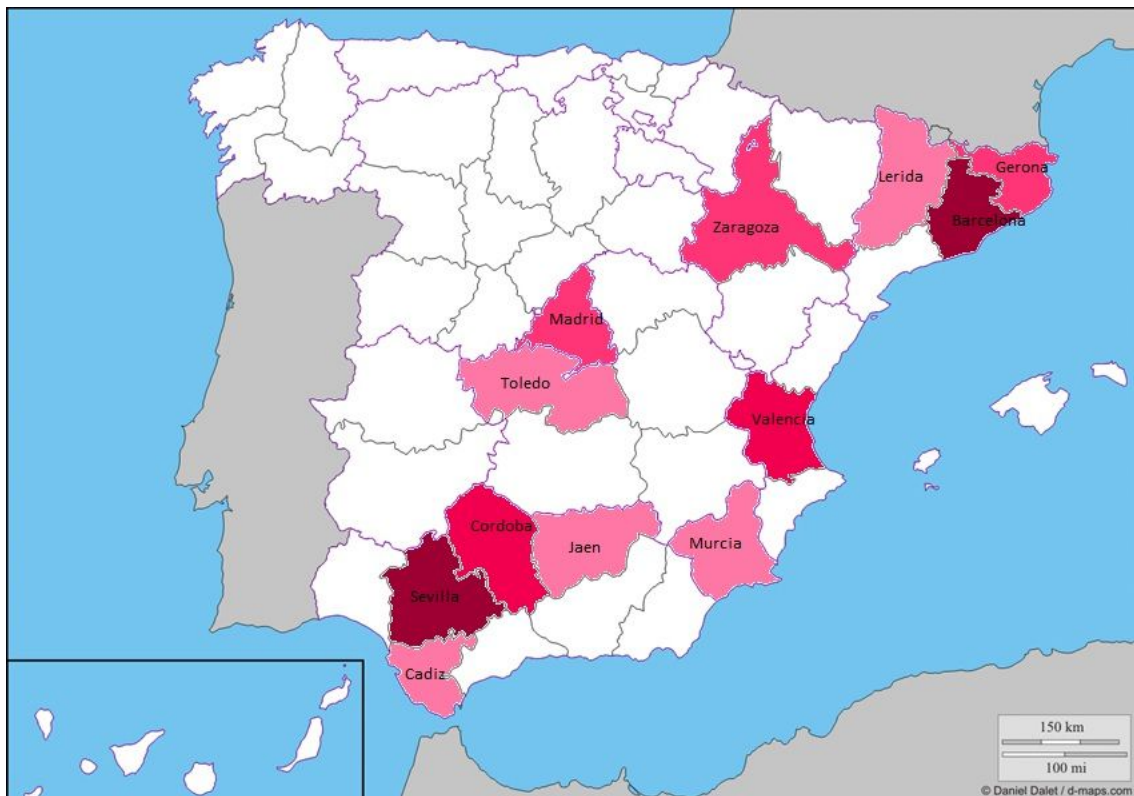 Gerona
Lerida
Barcelona
Zaragoza
Madrid
Toledo
Valencia
Cordoba
Murcia
Jaen
Sevilla
Cadiz
150 km
100 mi
© Daniel Dalet / d-maps.com